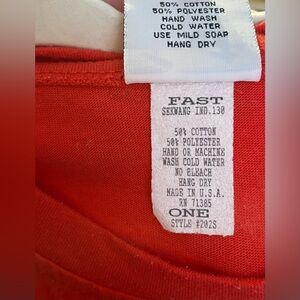 50% COTTON
50% POLYESTER
HAND WASH
COLD WATER
USE MILD SOAP
HANG DRY
FAST
SEKWANG IND.130
50% COTTON
50% POLYESTER
HAND OR MACHINE
WASH COLD WATER
NO BLEACH
HANG DRY
MADE IN U.S.A.
RN 71385
ONE
STYLE #202S